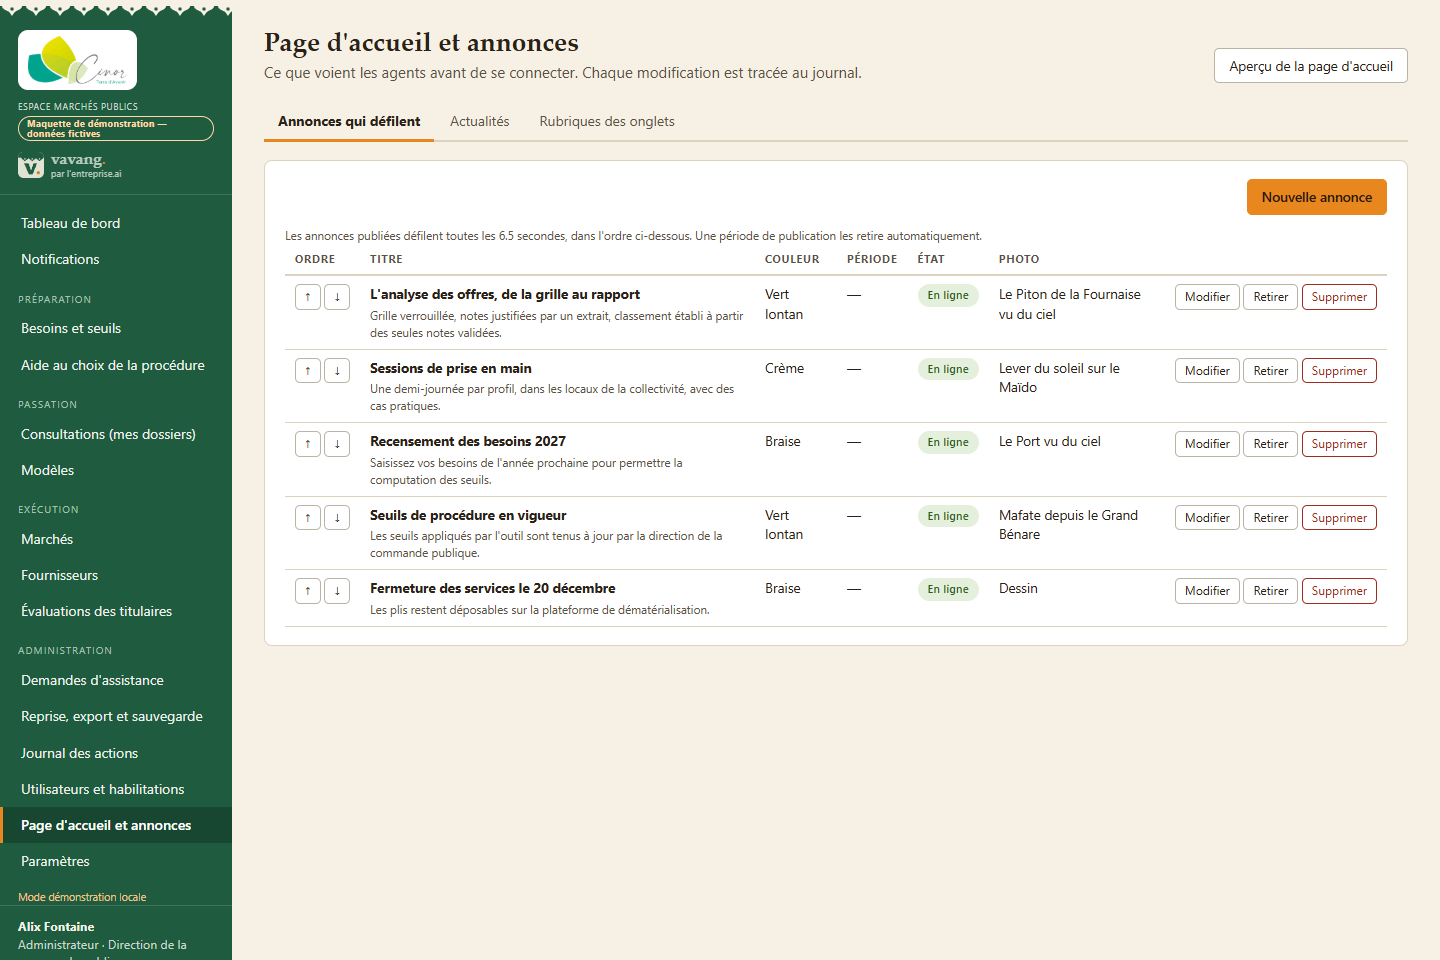 Cinor
ESPACE MARCHÉS PUBLICS
Maquette de démonstration —
données fictives
vavang.
par l'entreprise.ai
Tableau de bord
Notifications
PRÉPARATION
Besoins et seuils
Aide au choix de la procédure
PASSATION
Consultations (mes dossiers)
Modèles
EXÉCUTION
Marchés
Fournisseurs
Évaluations des titulaires
ADMINISTRATION
Demandes d'assistance
Reprise, export et sauvegarde
Journal des actions
Utilisateurs et habilitations
Page d'accueil et annonces
Paramètres
Mode démonstration locale
Alix Fontaine
Administrateur · Direction de la
Page d'accueil et annonces
Ce que voient les agents avant de se connecter. Chaque modification est tracée au journal.
Aperçu de la page d'accueil
Annonces qui défilent Actualités Rubriques des onglets
Nouvelle annonce
Les annonces publiées défilent toutes les 6.5 secondes, dans l'ordre ci-dessous. Une période de publication les retire automatiquement.
ORDRE TITRE COULEUR PÉRIODE ÉTAT PHOTO
↑ ↓ L'analyse des offres, de la grille au rapport Vert — En ligne Le Piton de la Fournaise Modifier Retirer Supprimer
Grille verrouillée, notes justifiées par un extrait, classement établi à partir lontan vu du ciel
des seules notes validées.
↑ ↓ Sessions de prise en main Crème — En ligne Lever du soleil sur le Modifier Retirer Supprimer
Une demi-journée par profil, dans les locaux de la collectivité, avec des Maïdo
cas pratiques.
↑ ↓ Recensement des besoins 2027 Braise — En ligne Le Port vu du ciel Modifier Retirer Supprimer
Saisissez vos besoins de l'année prochaine pour permettre la
computation des seuils.
↑ ↓ Seuils de procédure en vigueur Vert — En ligne Mafate depuis le Grand Modifier Retirer Supprimer
Les seuils appliqués par l'outil sont tenus à jour par la direction de la lontan Bénare
commande publique.
↑ ↓ Fermeture des services le 20 décembre Braise — En ligne Dessin Modifier Retirer Supprimer
Les plis restent déposables sur la plateforme de dématérialisation.